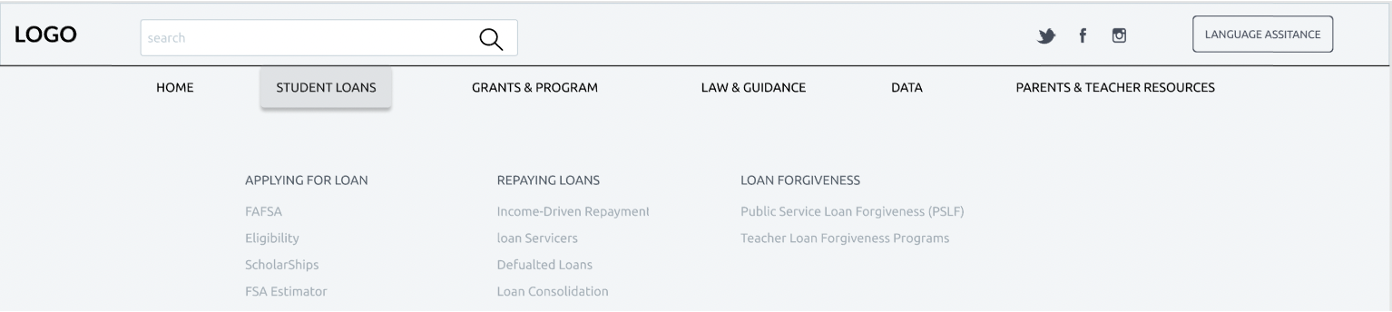 LOGO
search
LANGUAGE ASSITANCE
HOME
STUDENT LOANS
GRANTS & PROGRAM
LAW & GUIDANCE
DATA
PARENTS & TEACHER RESOURCES
APPLYING FOR LOAN
FAFSA
Eligibility
ScholarShips
FSA Estimator
REPAYING LOANS
Income-Driven Repayment
loan Servicers
Defualted Loans
Loan Consolidation
LOAN FORGIVENESS
Public Service Loan Forgiveness (PSLF)
Teacher Loan Forgiveness Programs